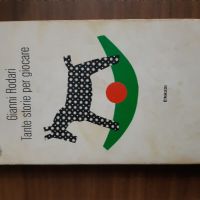 Gianni Rodari
Tante storie per giocare
EINAUDI